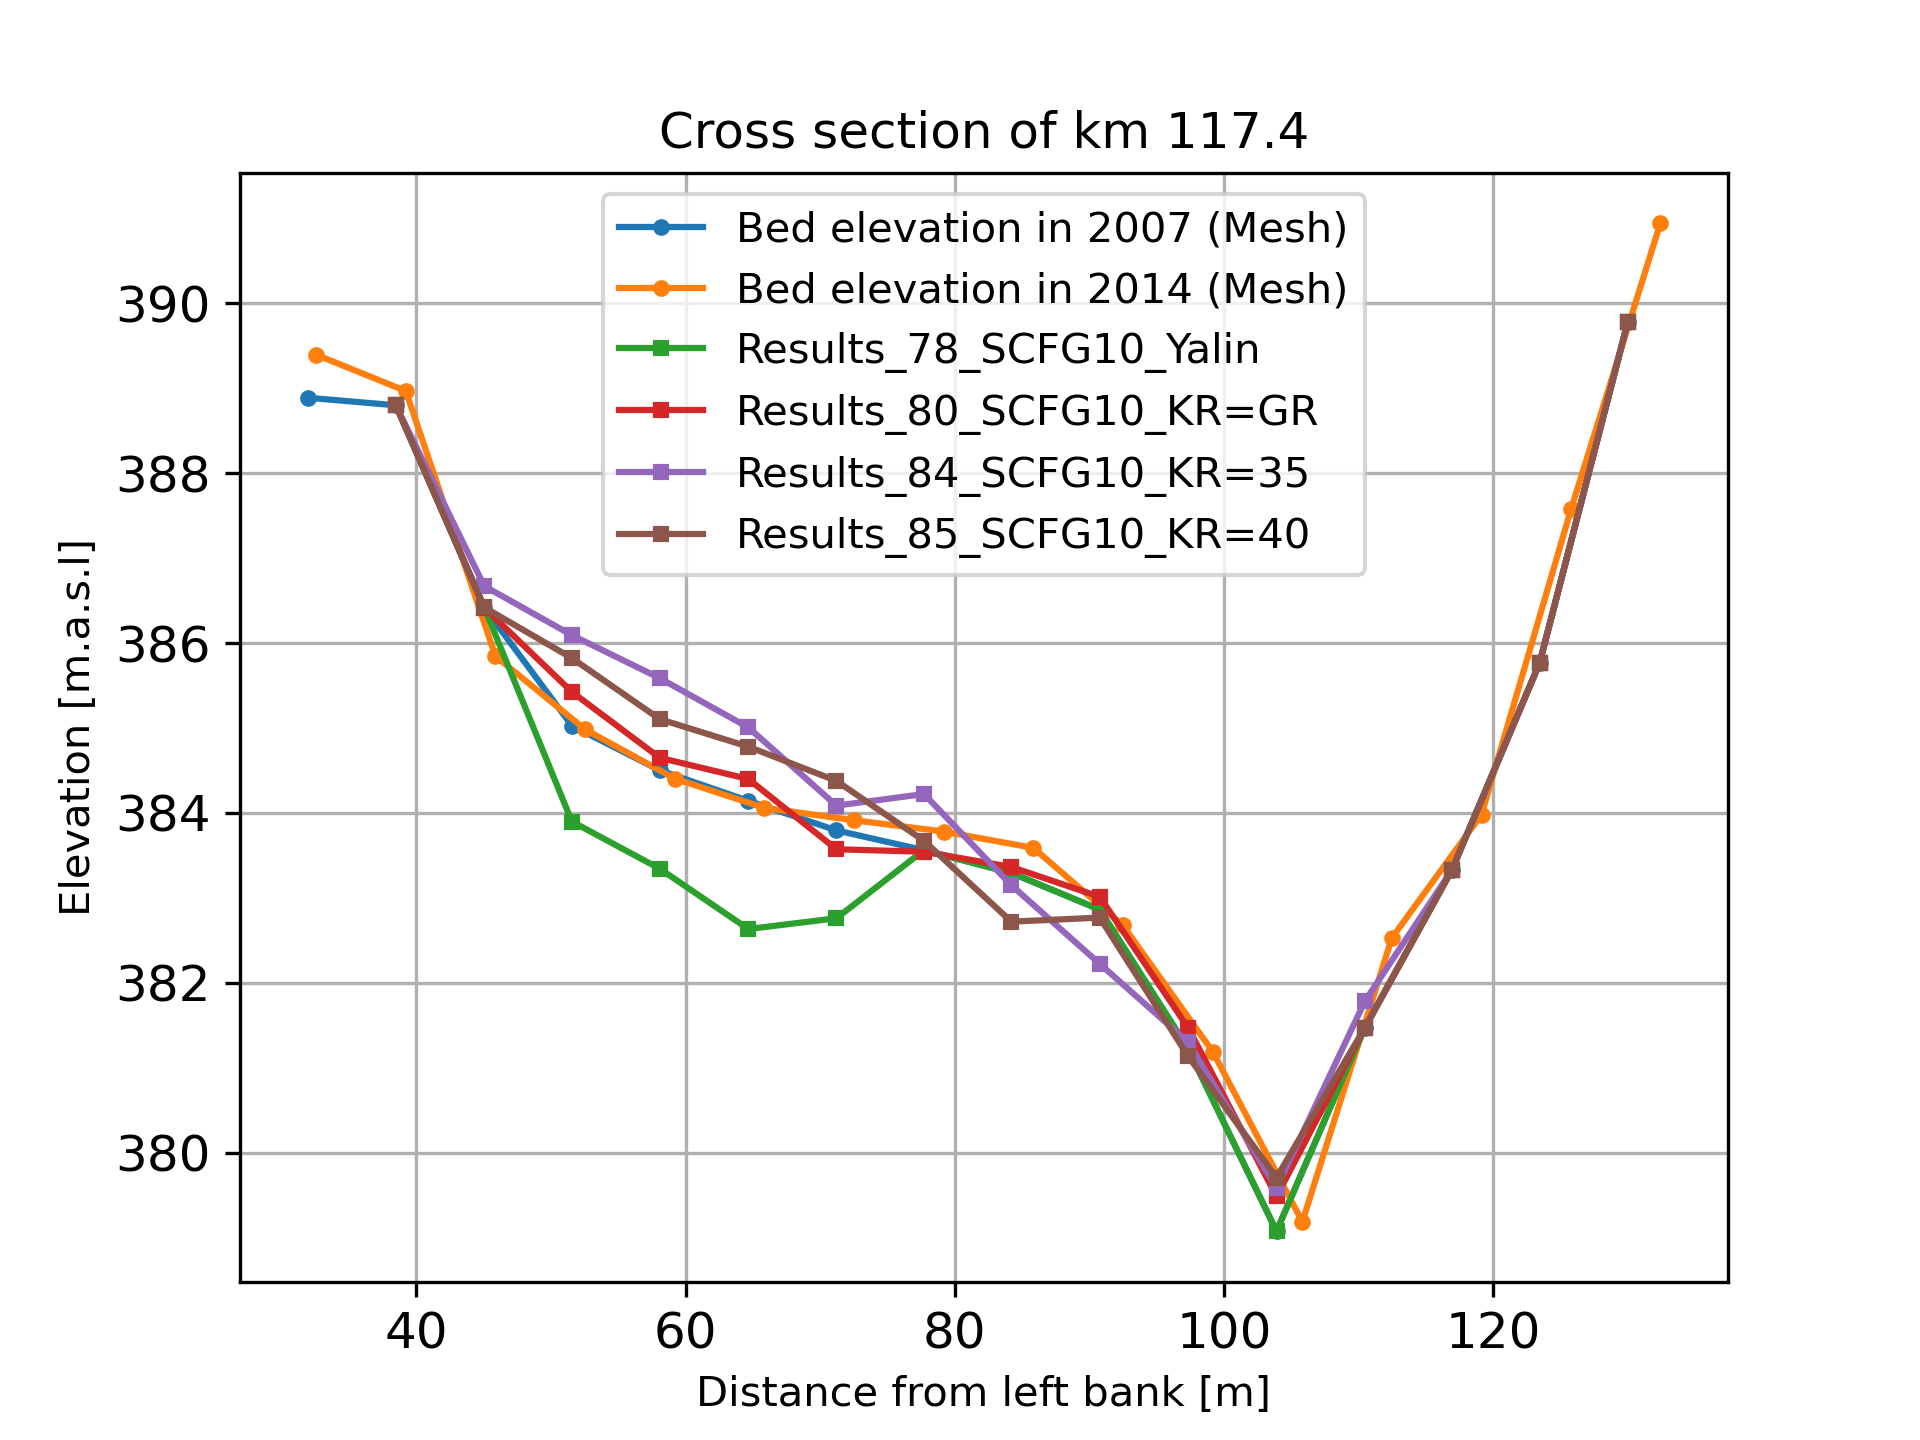 Cross section of km 117.4
Bed elevation in 2007 (Mesh)
Bed elevation in 2014 (Mesh)
Results_78_SCFG10_Yalin
Results_80_SCFG10_KR=GR
Results_84_SCFG10_KR=35
Results_85_SCFG10_KR=40
390
388
386
384
382
380
Elevation [m.a.s.l]
40 60 80 100 120
Distance from left bank [m]